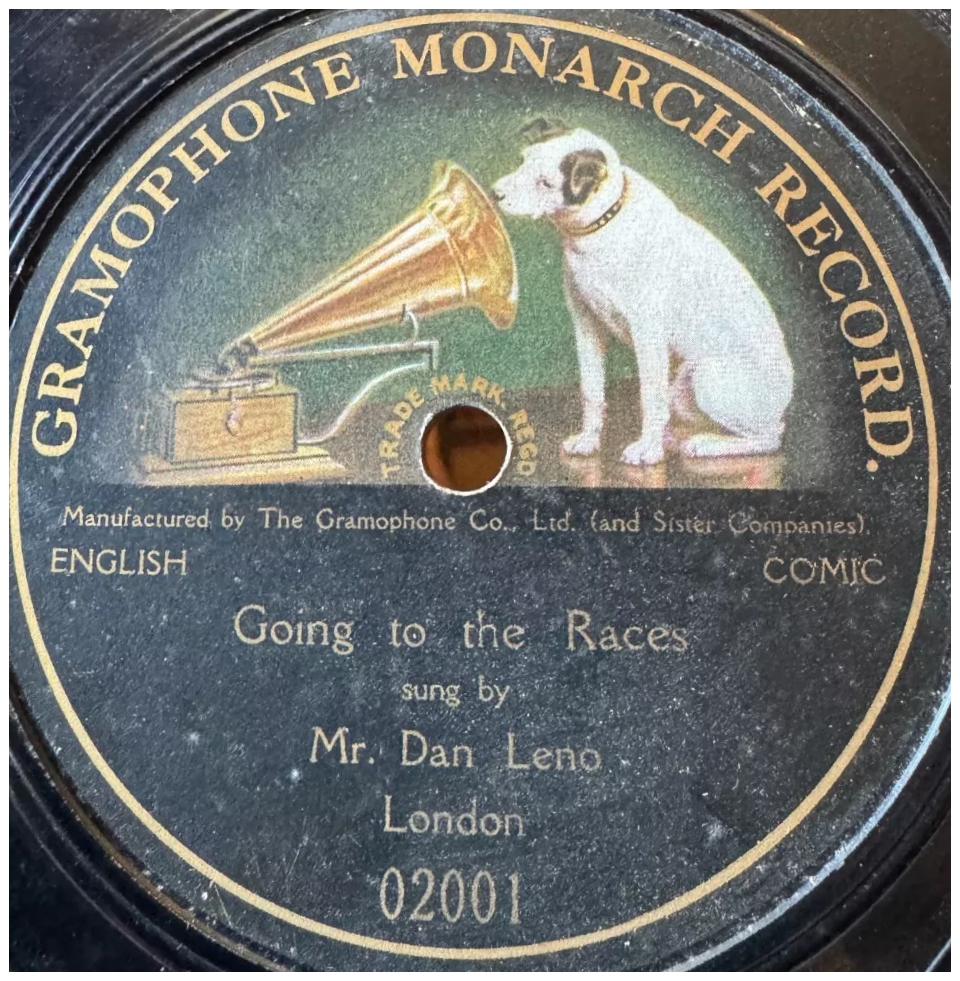 GRAMOPHONE MONARCH RECORD.
TRADE MARK. REGD
Manufactured by The Gramophone Co., Ltd. (and Sister Companies).
ENGLISH COMIC
Going to the Races
sung by
Mr. Dan Leno
London
02001